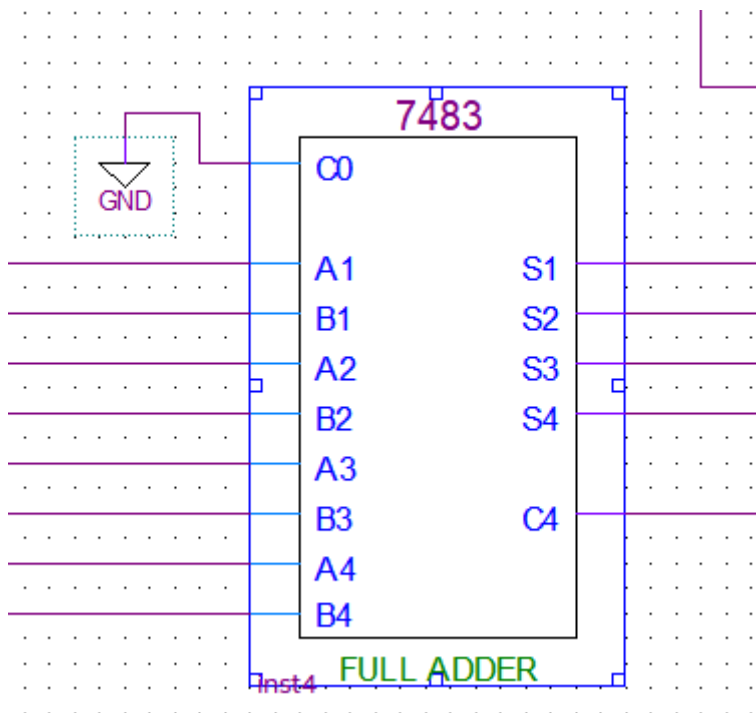 7483
GND
C0
A1
S1
B1
S2
A2
S3
B2
S4
A3
B3
C4
A4
B4
FULL ADDER
inst4